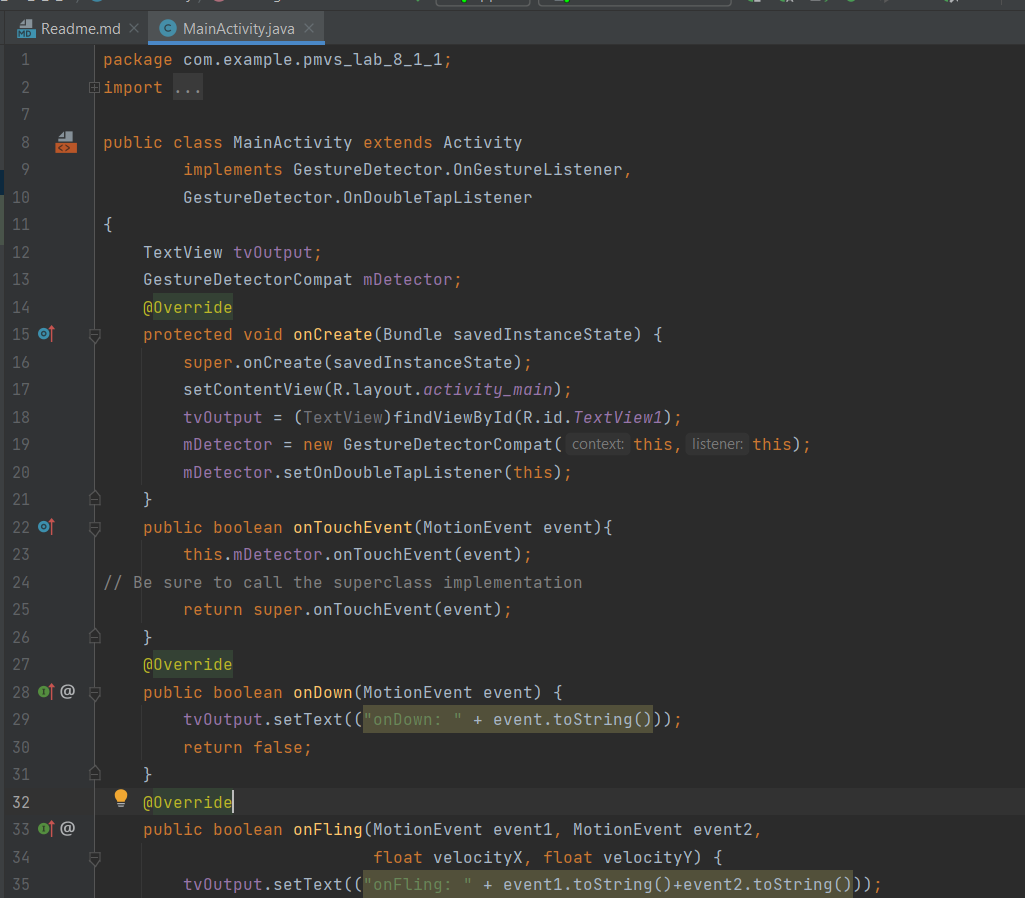 Readme.md MainActivity.java
1 package com.example.pmvs_lab_8_1_1;
2 import ...
7
8 public class MainActivity extends Activity
9 implements GestureDetector.OnGestureListener,
10 GestureDetector.OnDoubleTapListener
11 {
12 TextView tvOutput;
13 GestureDetectorCompat mDetector;
14 @Override
15 protected void onCreate(Bundle savedInstanceState) {
16 super.onCreate(savedInstanceState);
17 setContentView(R.layout.activity_main);
18 tvOutput = (TextView)findViewById(R.id.TextView1);
19 mDetector = new GestureDetectorCompat( context: this, listener: this);
20 mDetector.setOnDoubleTapListener(this);
21 }
22 public boolean onTouchEvent(MotionEvent event){
23 this.mDetector.onTouchEvent(event);
24 // Be sure to call the superclass implementation
25 return super.onTouchEvent(event);
26 }
27 @Override
28 @ public boolean onDown(MotionEvent event) {
29 tvOutput.setText(("onDown: " + event.toString()));
30 return false;
31 }
32 @Override
33 @ public boolean onFling(MotionEvent event1, MotionEvent event2,
34 float velocityX, float velocityY) {
35 tvOutput.setText(("onFling: " + event1.toString()+event2.toString()));